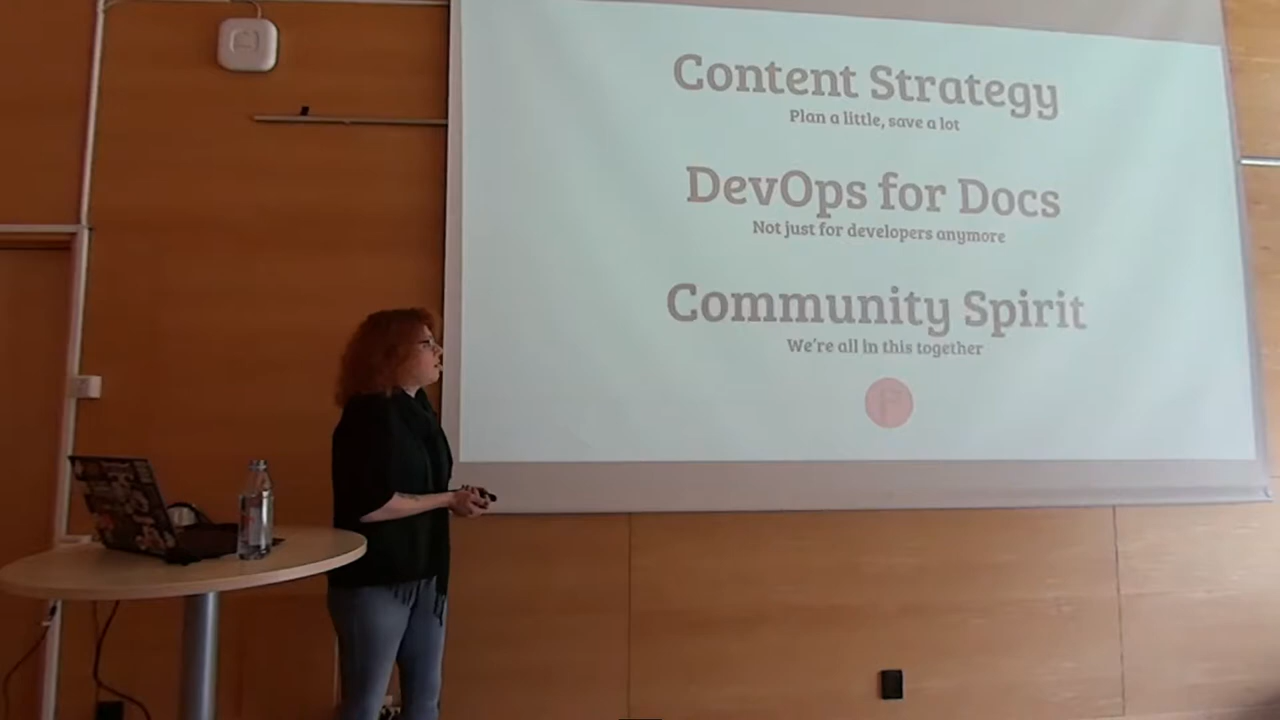 Content Strategy
Plan a little, save a lot
DevOps for Docs
Not just for developers anymore
Community Spirit
We're all in this together